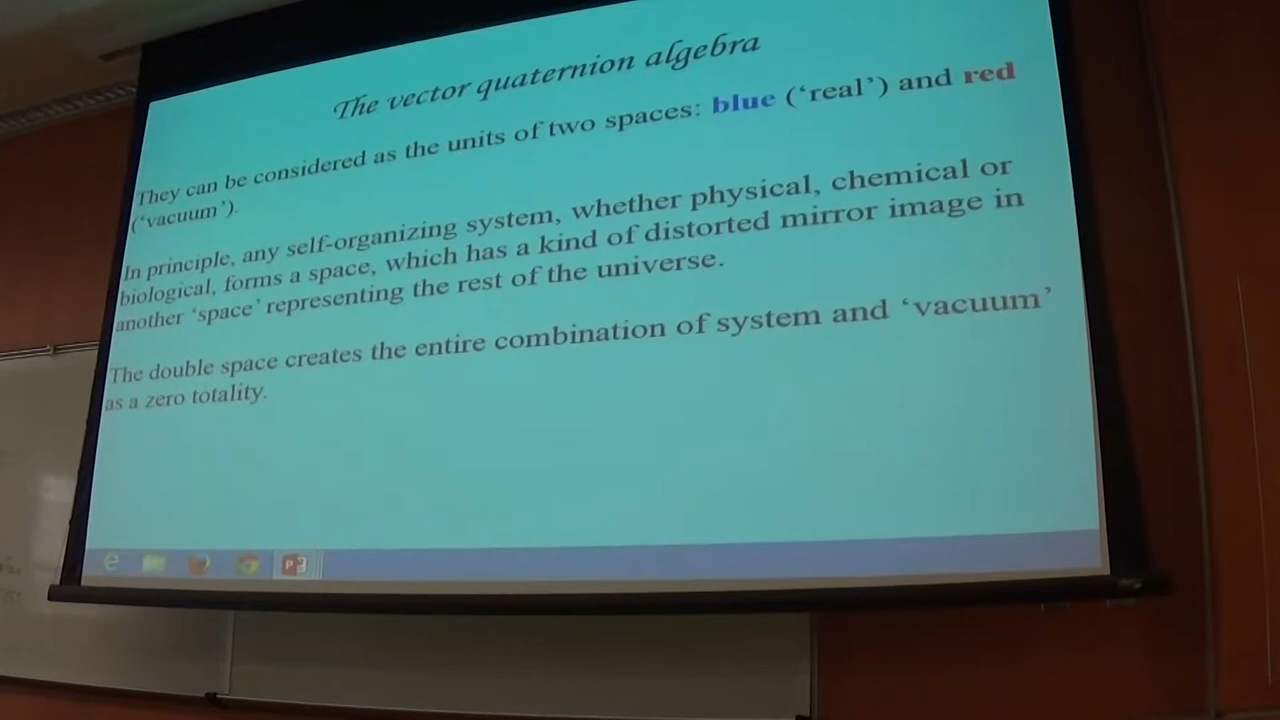 The vector quaternion algebra
They can be considered as the units of two spaces: blue (‘real’) and red
(‘vacuum’).
In principle, any self-organizing system, whether physical, chemical or
biological, forms a space, which has a kind of distorted mirror image in
another ‘space’ representing the rest of the universe.
The double space creates the entire combination of system and ‘vacuum’
as a zero totality.